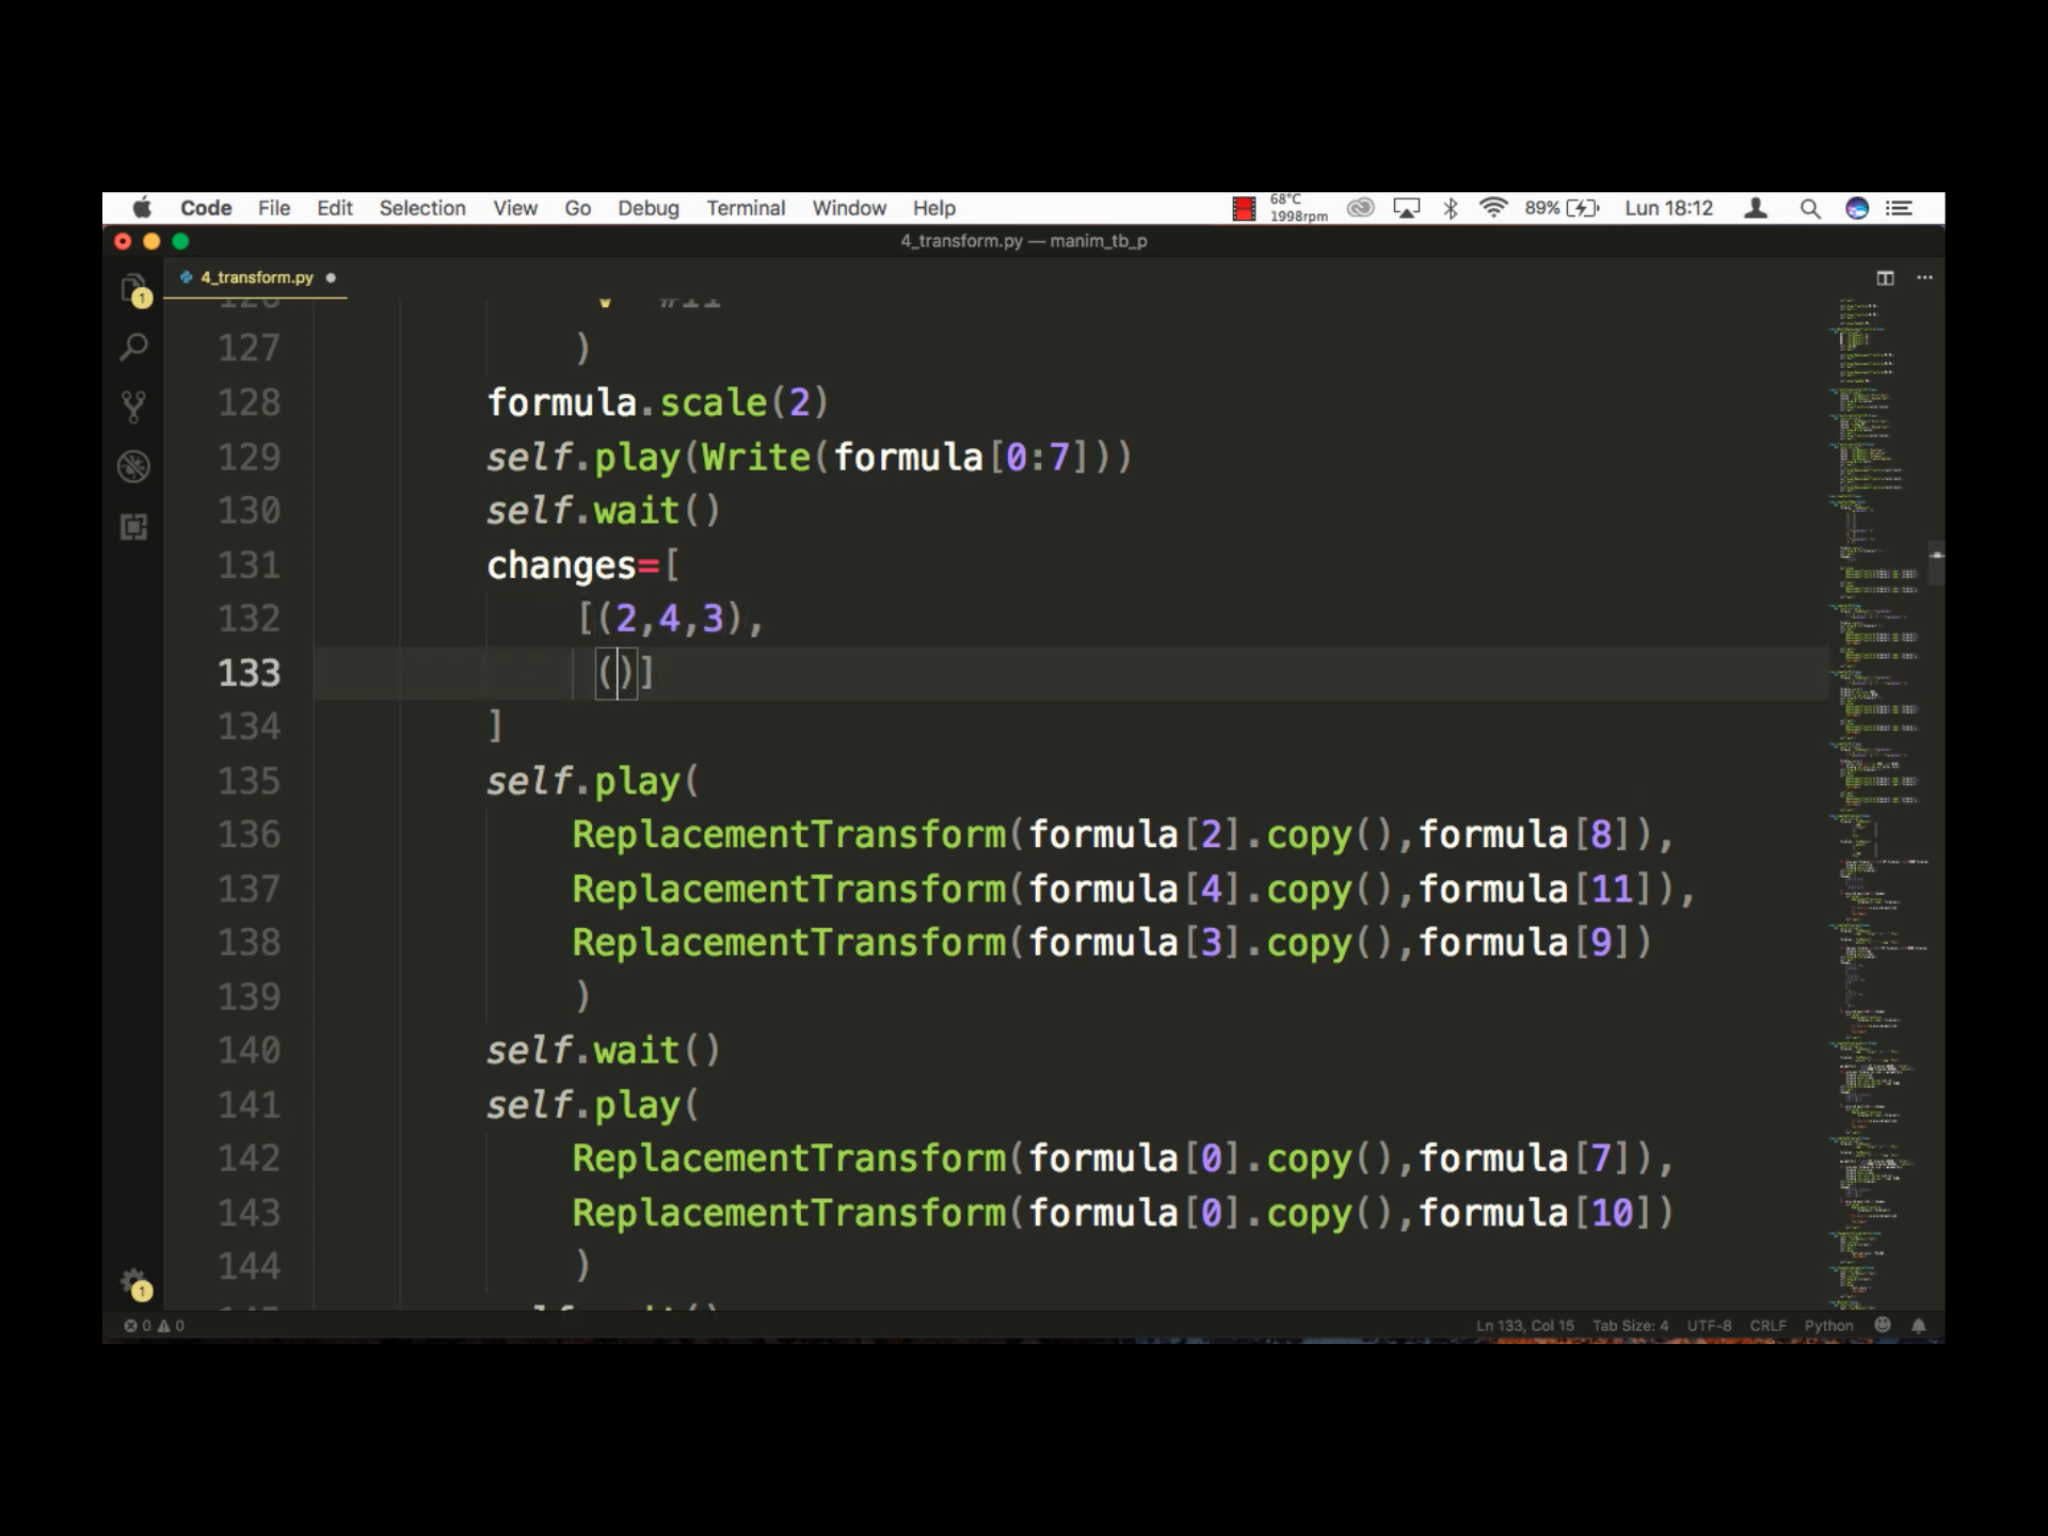 Code File Edit Selection View Go Debug Terminal Window Help 68°C 1998rpm 89% Lun 18:12
4_transform.py — manim_tb_p
4_transform.py
1
127 )
128 formula.scale(2)
129 self.play(Write(formula[0:7]))
130 self.wait()
131 changes=[
132 [(2,4,3),
133 ()]
134 ]
135 self.play(
136 ReplacementTransform(formula[2].copy(),formula[8]),
137 ReplacementTransform(formula[4].copy(),formula[11]),
138 ReplacementTransform(formula[3].copy(),formula[9])
139 )
140 self.wait()
141 self.play(
142 ReplacementTransform(formula[0].copy(),formula[7]),
143 ReplacementTransform(formula[0].copy(),formula[10])
144 )
1
0 0 Ln 133, Col 15 Tab Size: 4 UTF-8 CRLF Python